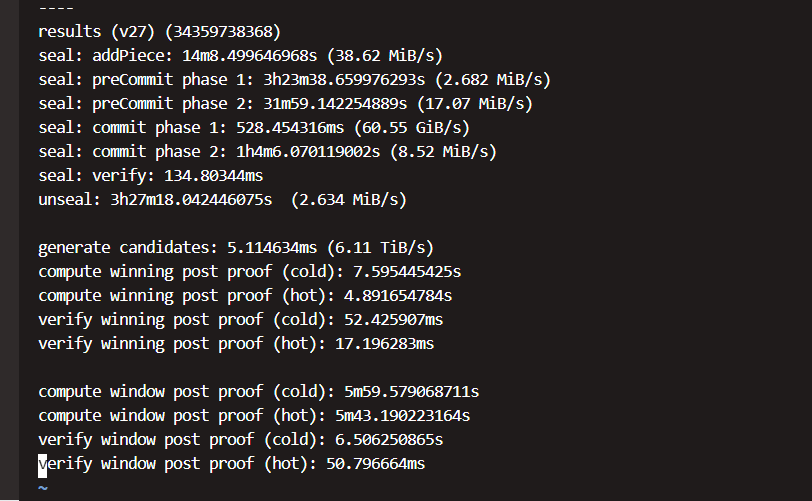 ----
results (v27) (34359738368)
seal: addPiece: 14m8.499646968s (38.62 MiB/s)
seal: preCommit phase 1: 3h23m38.659976293s (2.682 MiB/s)
seal: preCommit phase 2: 31m59.142254889s (17.07 MiB/s)
seal: commit phase 1: 528.454316ms (60.55 GiB/s)
seal: commit phase 2: 1h4m6.070119002s (8.52 MiB/s)
seal: verify: 134.80344ms
unseal: 3h27m18.042446075s  (2.634 MiB/s)

generate candidates: 5.114634ms (6.11 TiB/s)
compute winning post proof (cold): 7.595445425s
compute winning post proof (hot): 4.891654784s
verify winning post proof (cold): 52.425907ms
verify winning post proof (hot): 17.196283ms

compute window post proof (cold): 5m59.579068711s
compute window post proof (hot): 5m43.190223164s
verify window post proof (cold): 6.506250865s
verify window post proof (hot): 50.796664ms
~